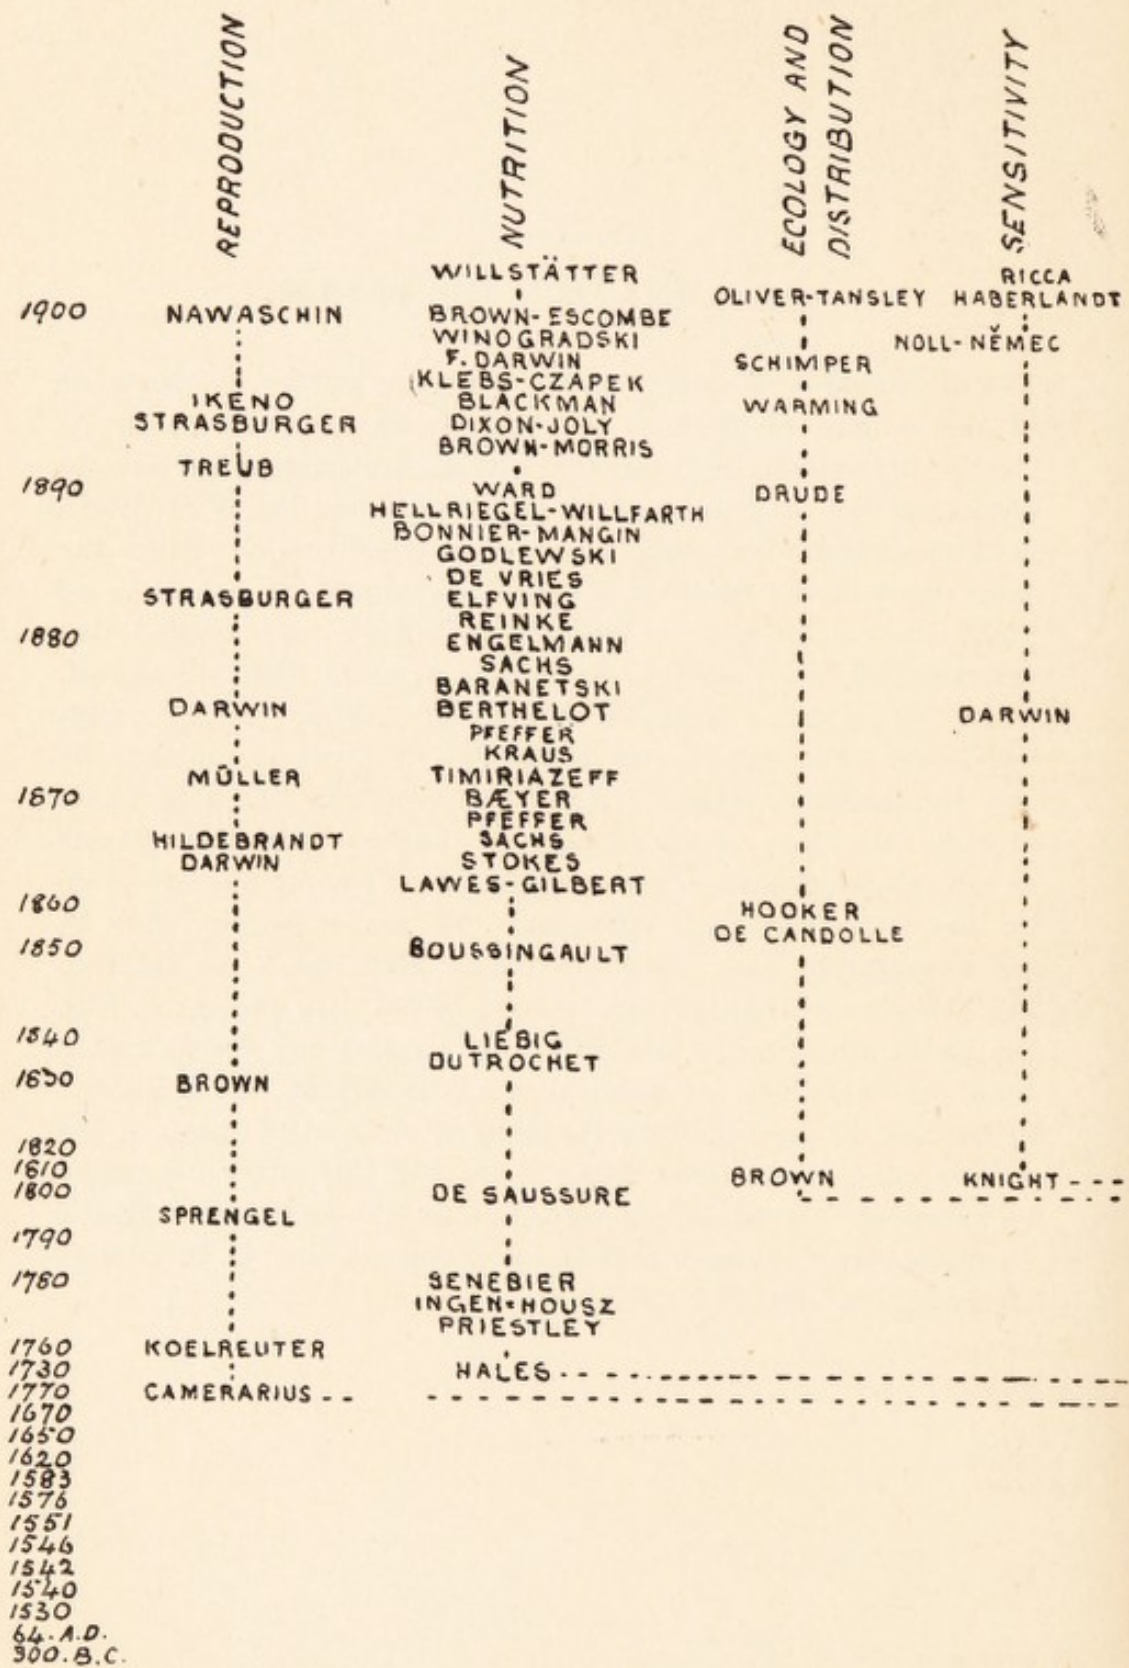 REPRODUCTION
NUTRITION
ECOLOGY AND
DISTRIBUTION
SENSITIVITY
WILLSTÄTTER
RICCA
OLIVER-TANSLEY HABERLANDT
1900 NAWASCHIN BROWN-ESCOMBE
WINOGRADSKI NOLL-NĚMEC
F. DARWIN SCHIMPER
KLEBS-CZAPEK
IKENO BLACKMAN WARMING
STRASBURGER DIXON-JOLY
BROWN-MORRIS
TREUB
1890 WARD DRUDE
HELLRIEGEL-WILLFARTH
BONNIER-MANGIN
GODLEWSKI
DE VRIES
STRASBURGER ELFVING
REINKE
1880 ENGELMANN
SACHS
BARANETSKI
DARWIN BERTHELOT DARWIN
PFEFFER
KRAUS
MÜLLER TIMIRIAZEFF
1870 BÆYER
PFEFFER
HILDEBRANDT SACHS
DARWIN STOKES
LAWES-GILBERT
1860 HOOKER
DE CANDOLLE
1850 BOUSSINGAULT
1840 LIEBIG
DUTROCHET
1830 BROWN
1820
1810 BROWN KNIGHT
1800 DE SAUSSURE
SPRENGEL
1790
1780 SENEBIER
INGEN-HOUSZ
PRIESTLEY
1760 KOELREUTER
1730 HALES
1770 CAMERARIUS
1670
1650
1620
1583
1576
1551
1546
1542
1540
1530
64.A.D.
300.B.C.